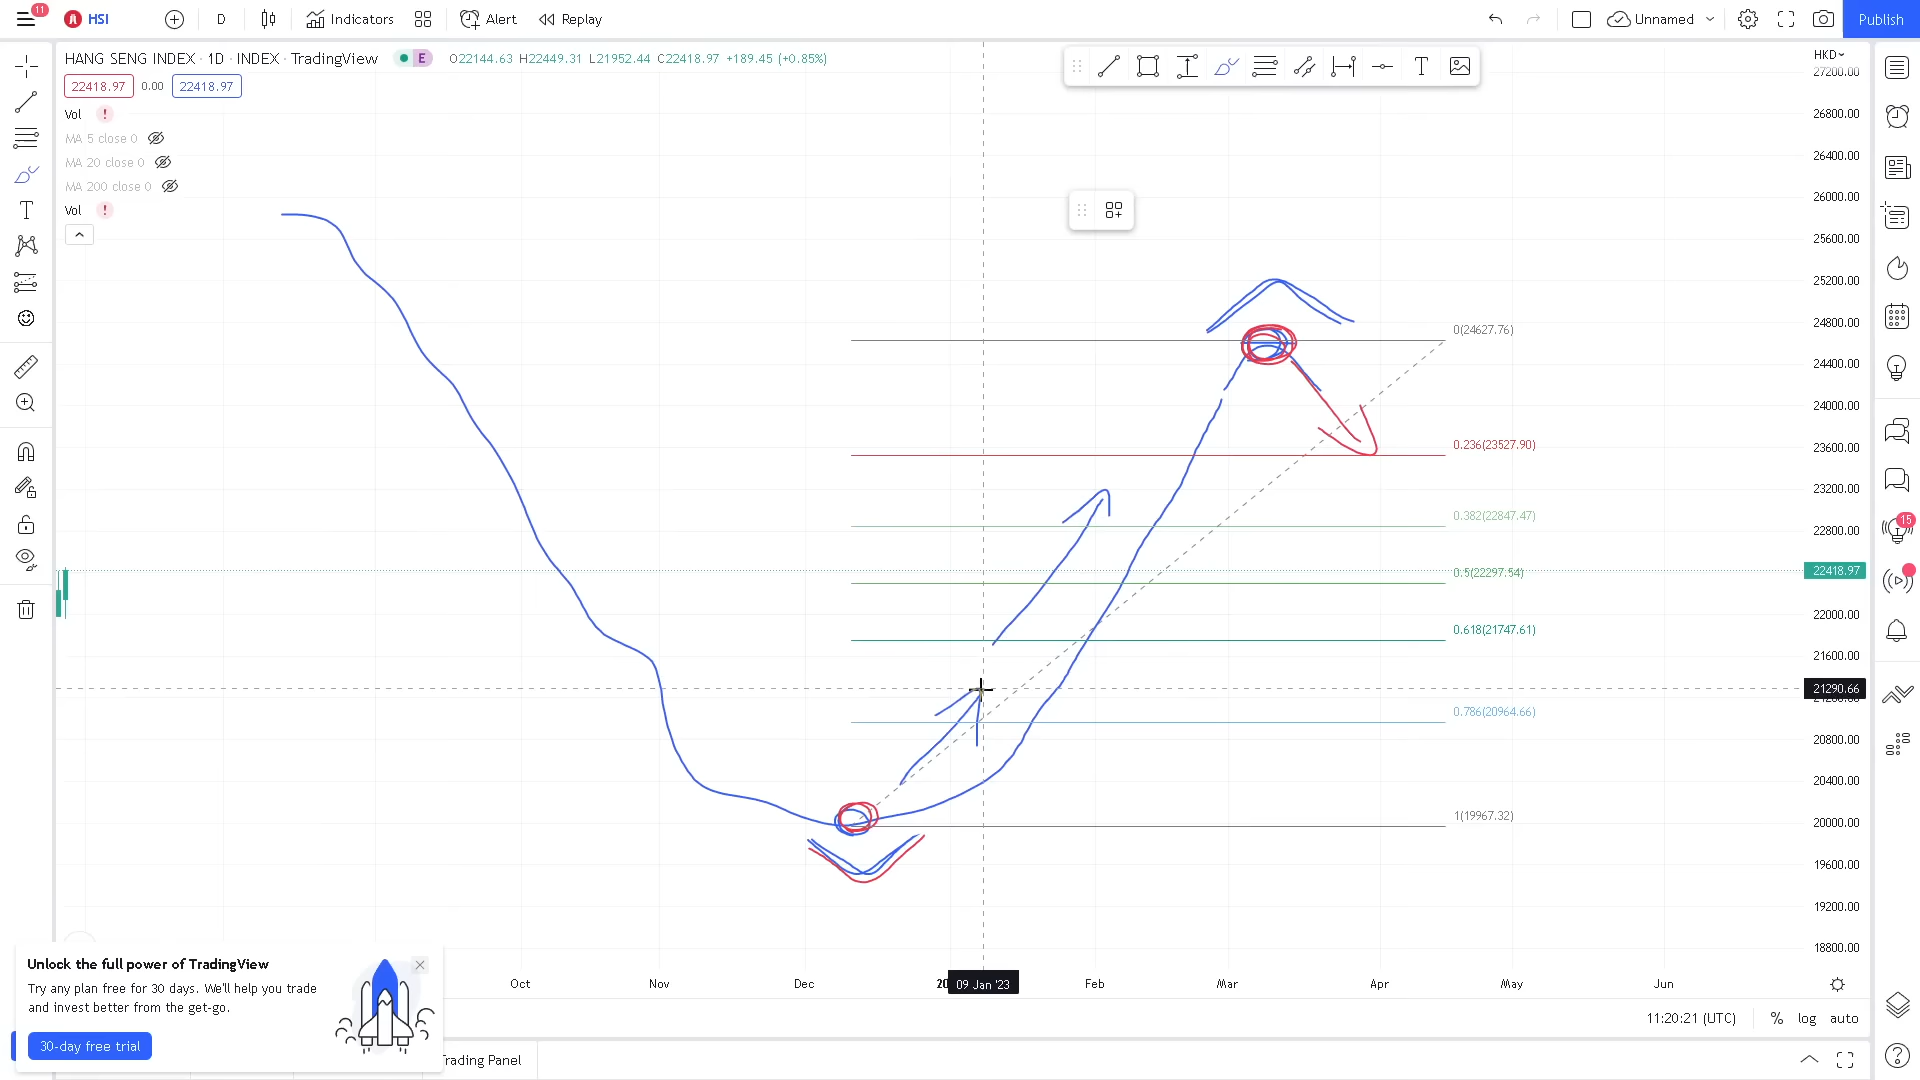 11
HSI
D
Indicators
Alert
Replay
Unnamed
Publish
HANG SENG INDEX · 1D · INDEX · TradingView
E
O22144.63 H22449.31 L21952.44 C22418.97 +189.45 (+0.85%)
22418.97 0.00 22418.97
Vol
MA 5 close 0
MA 20 close 0
MA 200 close 0
Vol
HKD
27200.00
26800.00
26400.00
26000.00
25600.00
25200.00
24800.00
24400.00
24000.00
23600.00
23200.00
22800.00
22418.97
22000.00
21600.00
21290.66
20800.00
20400.00
20000.00
19600.00
19200.00
18800.00
0(24627.76)
0.236(23527.90)
0.382(22847.47)
0.5(22297.54)
0.618(21747.61)
0.786(20964.66)
1(19967.32)
15
Oct
Nov
Dec
20
09 Jan '23
Feb
Mar
Apr
May
Jun
11:20:21 (UTC)
%
log
auto
Unlock the full power of TradingView
Try any plan free for 30 days. We'll help you trade
and invest better from the get-go.
30-day free trial
rading Panel